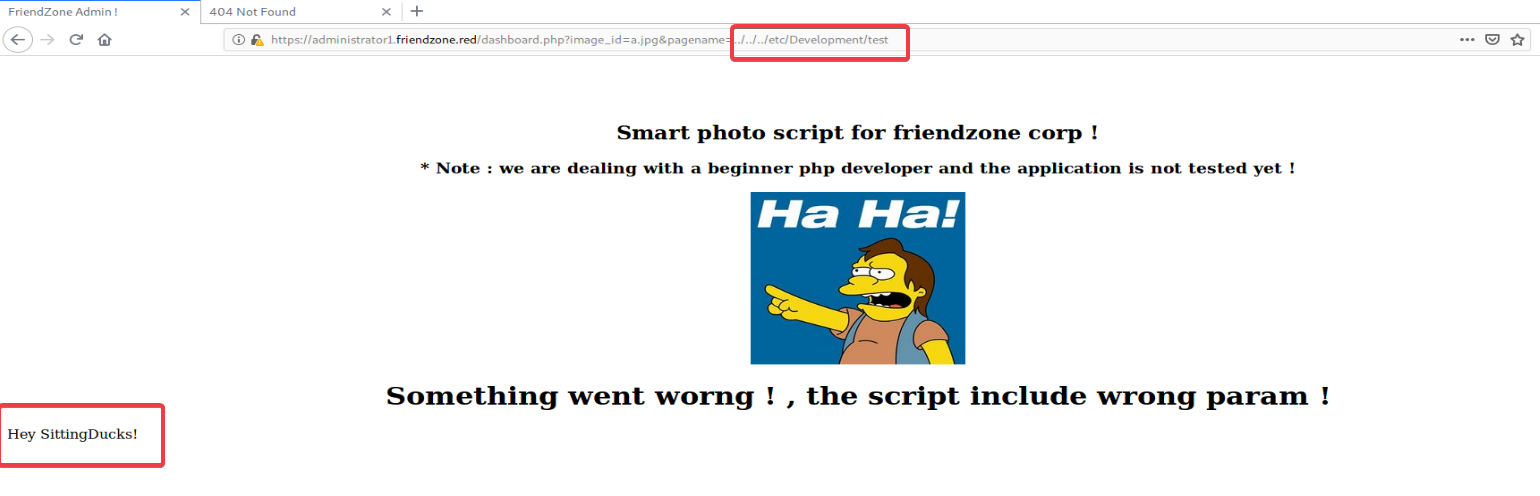 FriendZone Admin !
404 Not Found
https://administrator1.friendzone.red/dashboard.php?image_id=a.jpg&pagename=../../../etc/Development/test
Smart photo script for friendzone corp !
* Note : we are dealing with a beginner php developer and the application is not tested yet !
Ha Ha!
Something went worng ! , the script include wrong param !
Hey SittingDucks!